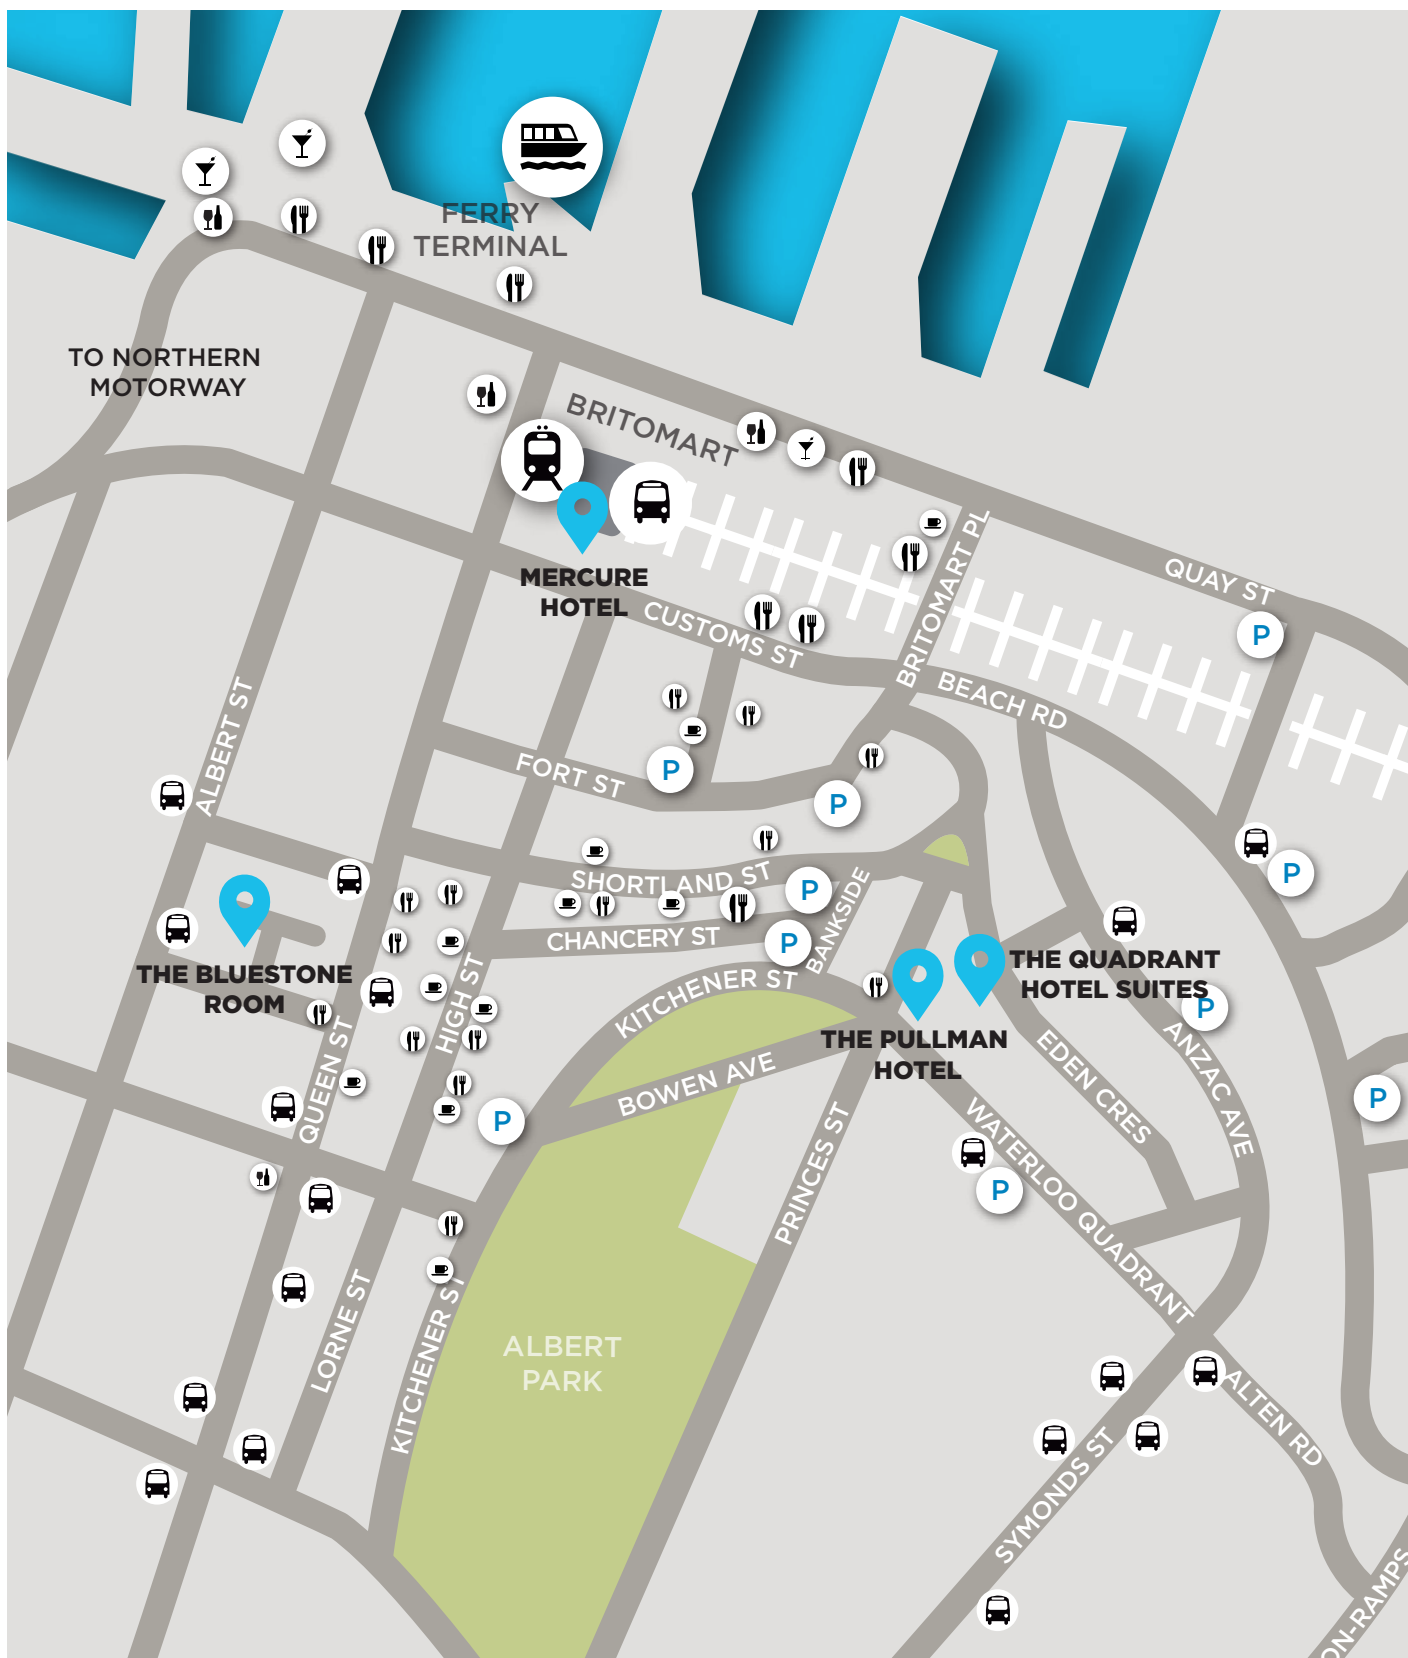 FERRY
TERMINAL
TO NORTHERN
MOTORWAY
BRITOMART
BRITOMART PL
QUAY ST
MERCURE
HOTEL
CUSTOMS ST
BEACH RD
ALBERT ST
FORT ST
P
P
P
P
P
SHORTLAND ST
BANKSIDE
CHANCERY ST
P
THE BLUESTONE
ROOM
HIGH ST
KITCHENER ST
THE QUADRANT
HOTEL SUITES
P
THE PULLMAN
HOTEL
QUEEN ST
BOWEN AVE
EDEN CRES
ANZAC AVE
P
P
PRINCES ST
WATERLOO QUADRANT
P
LORNE ST
KITCHENER ST
ALBERT
PARK
ALTEN RD
SYMONDS ST
ON-RAMPS